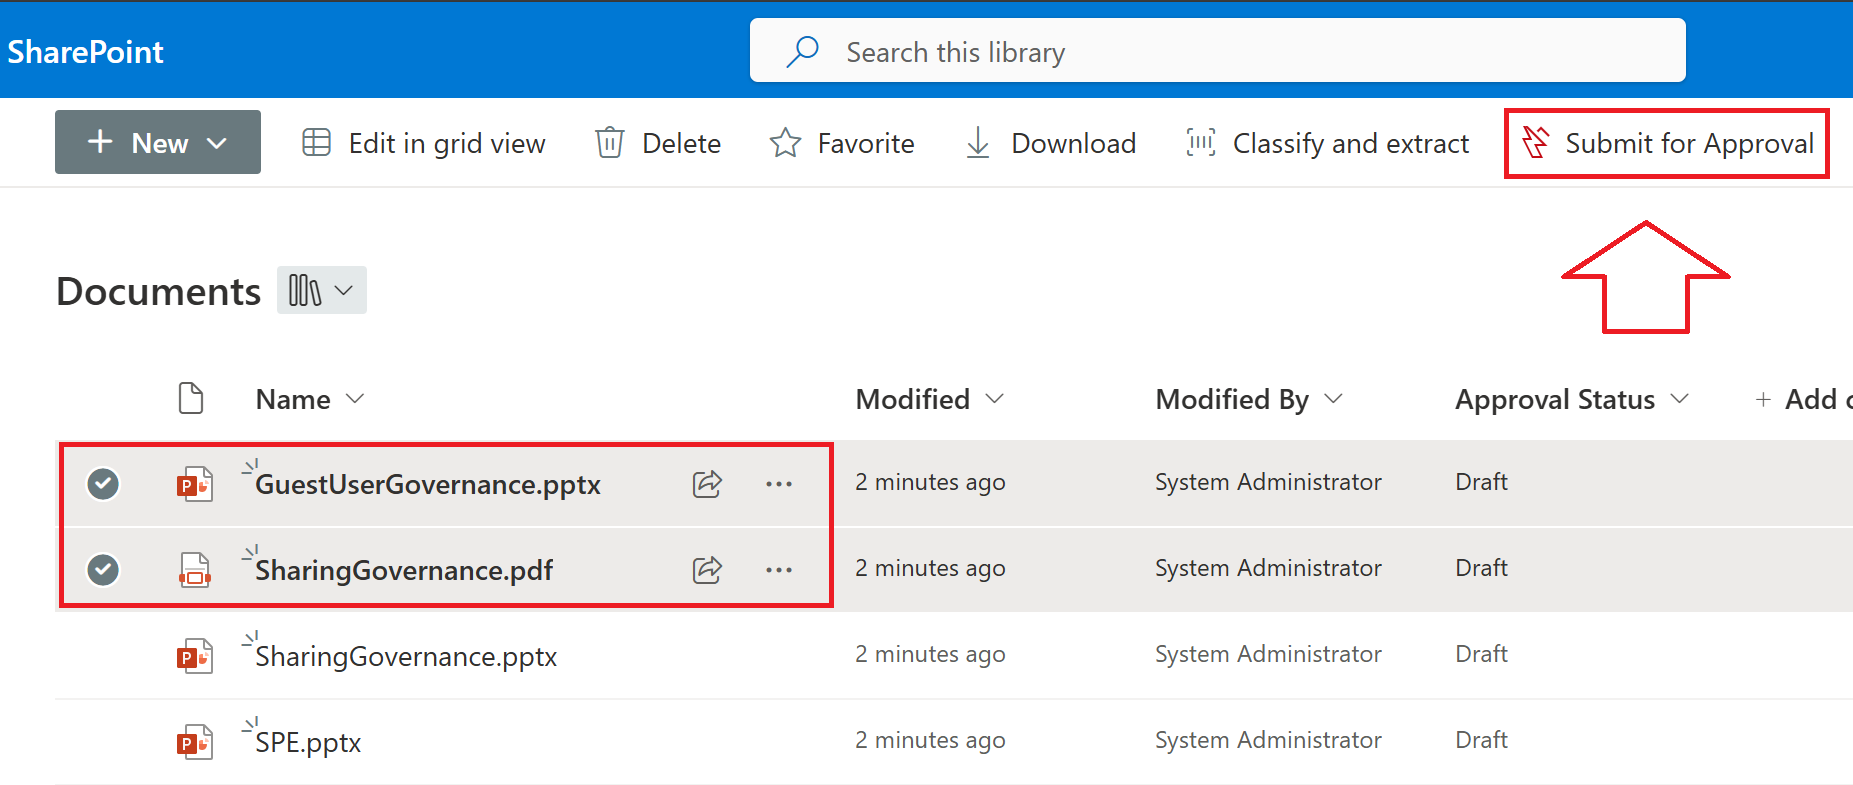 SharePoint
Search this library
New
Edit in grid view
Delete
Favorite
Download
Classify and extract
Submit for Approval
Documents
Name
Modified
Modified By
Approval Status
+ Add
GuestUserGovernance.pptx ··· 2 minutes ago System Administrator Draft
SharingGovernance.pdf ··· 2 minutes ago System Administrator Draft
SharingGovernance.pptx 2 minutes ago System Administrator Draft
SPE.pptx 2 minutes ago System Administrator Draft